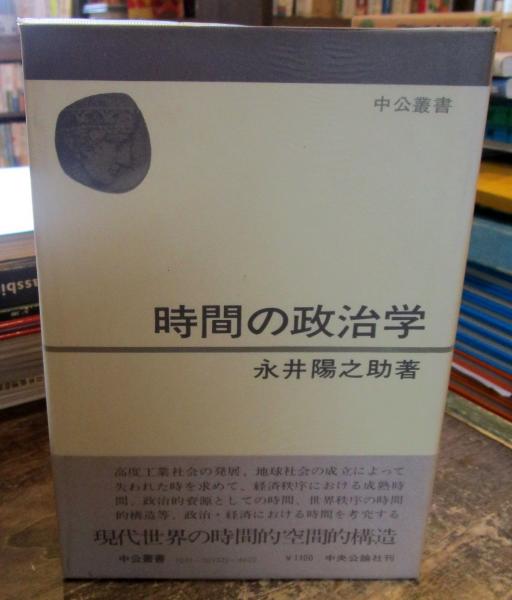 中公叢書
時間の政治学
永井陽之助著
高度工業社会の発展、地球社会の成立によって
失われた時を求めて、経済秩序における成熟時
間、政治的資源としての時間、世界秩序の時間
的構造等、政治・経済における時間を考究する
現代世界の時間的空間的構造
中公叢書
¥1100 中央公論社刊
assbi